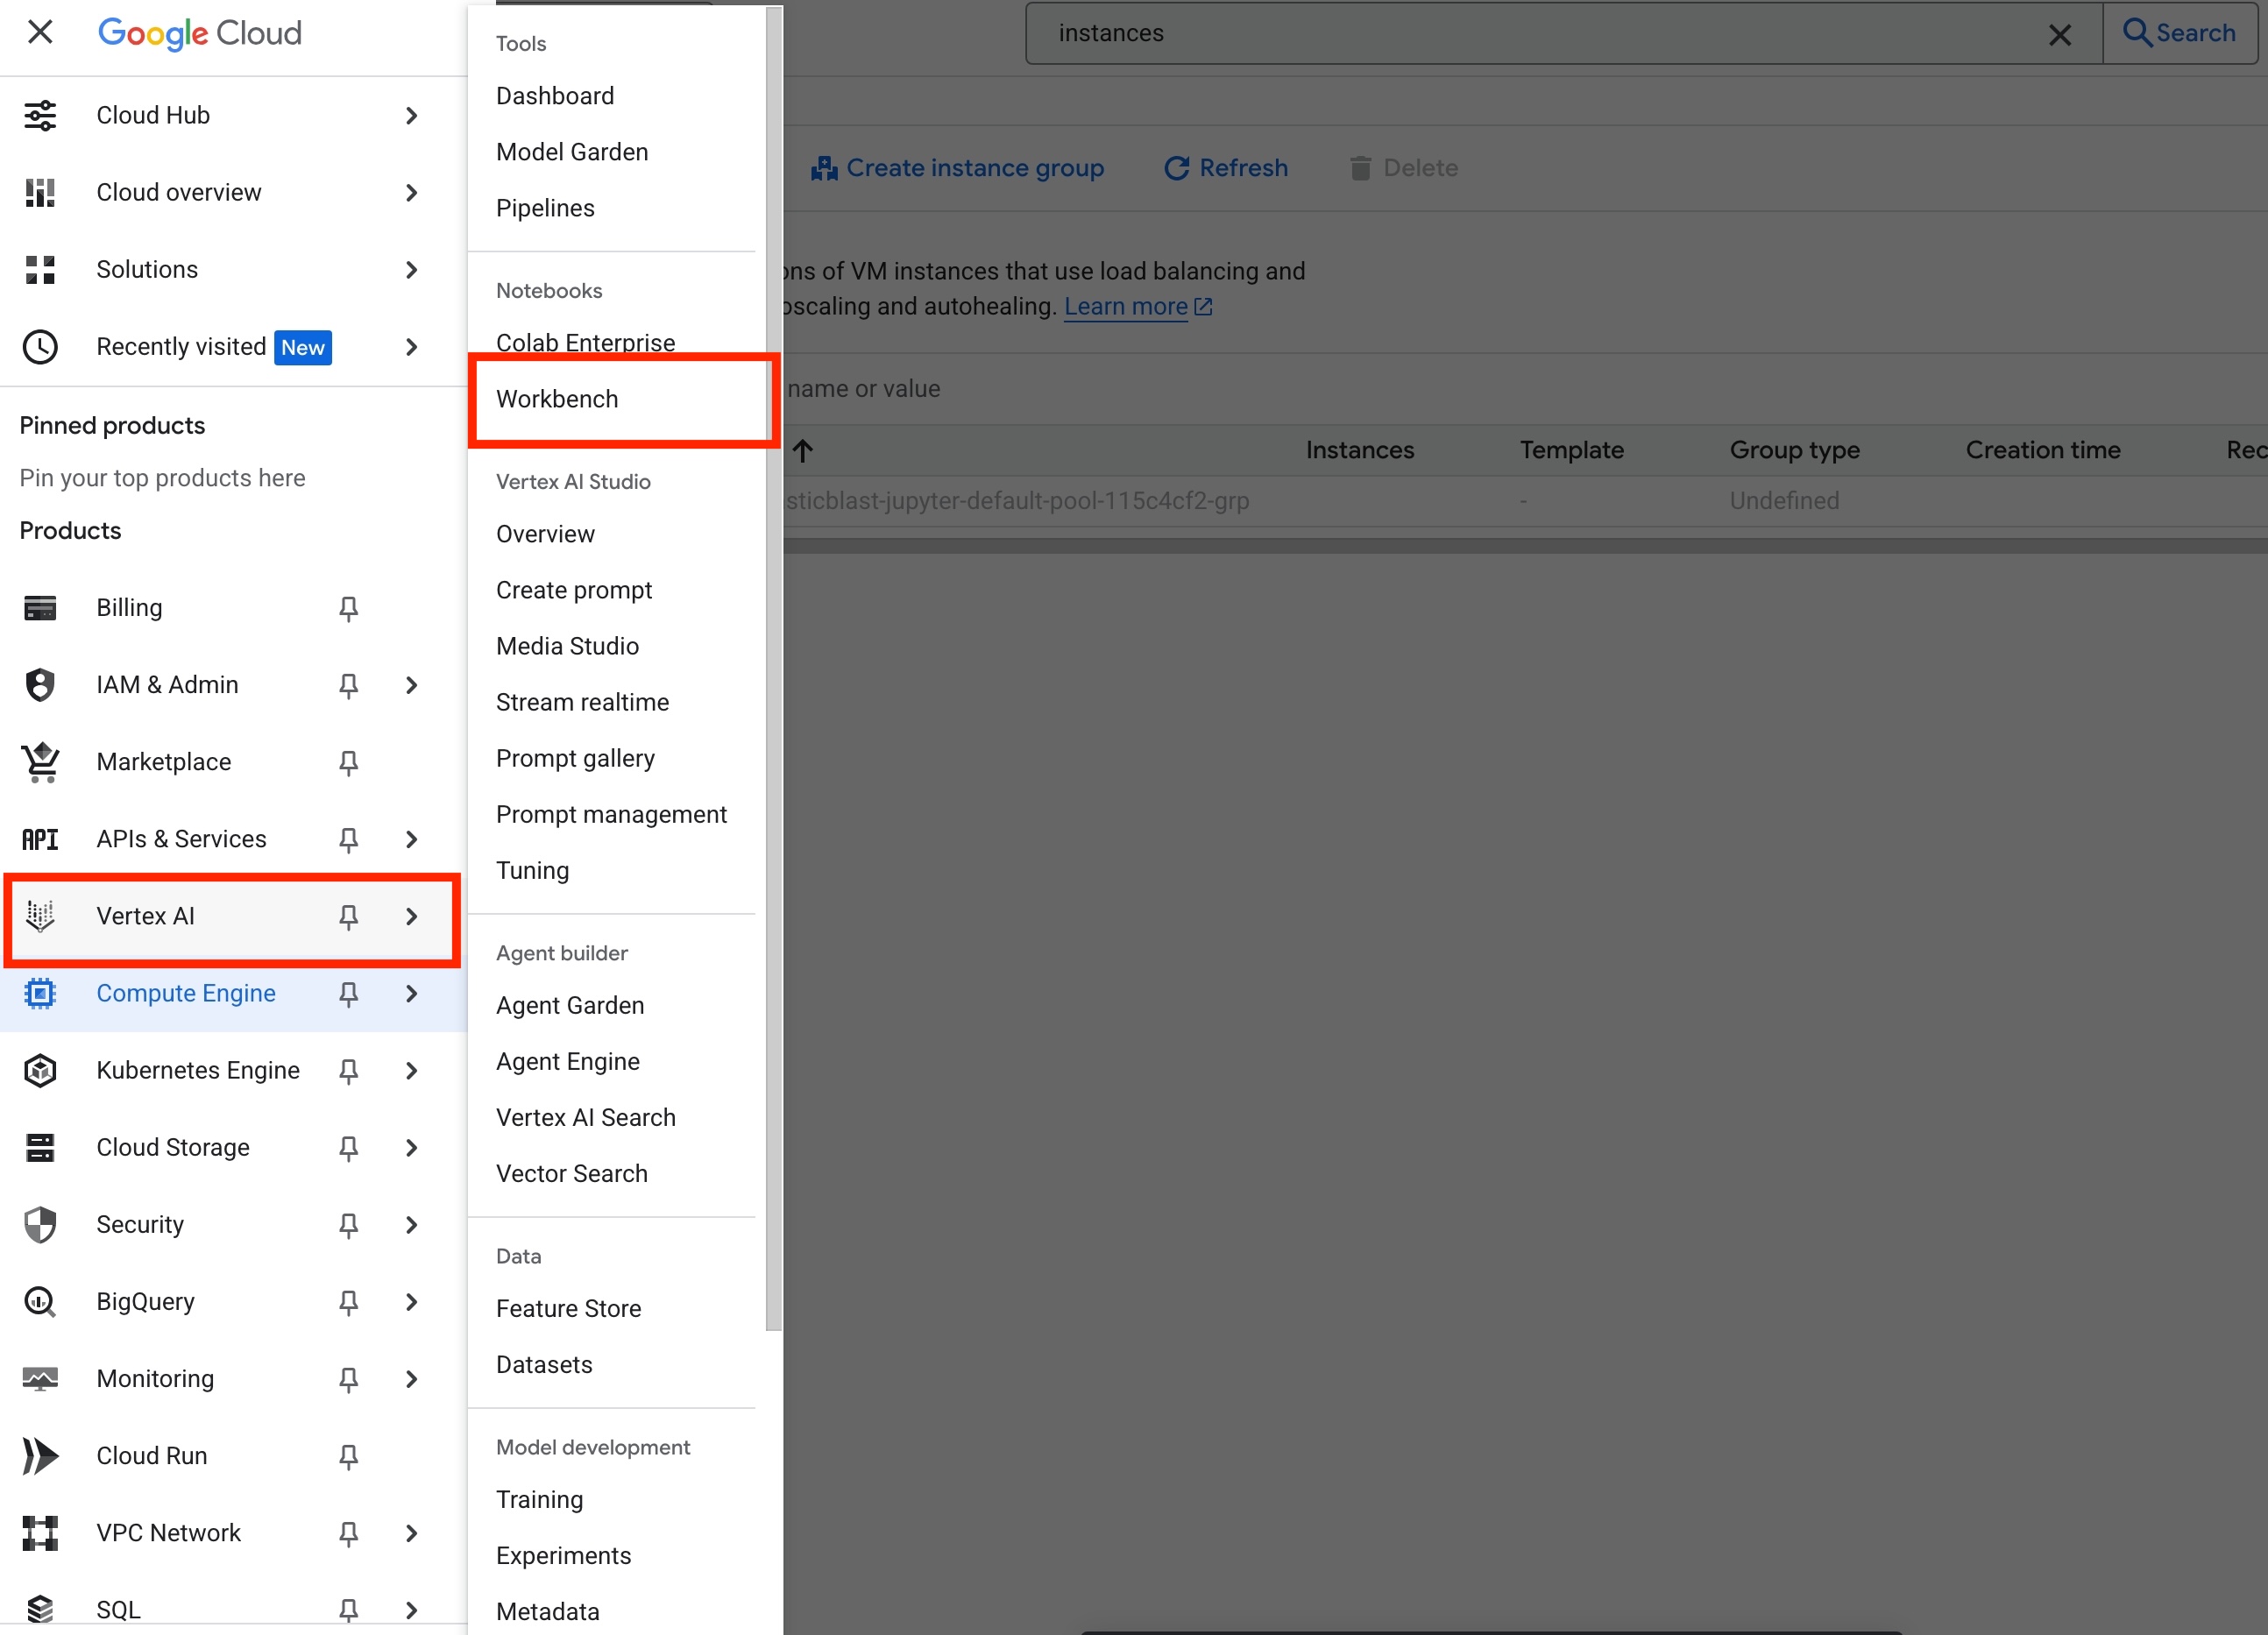 Google Cloud
Cloud Hub
Cloud overview
Solutions
Recently visited New
Pinned products
Pin your top products here
Products
Billing
IAM & Admin
Marketplace
API APIs & Services
Vertex AI
Compute Engine
Kubernetes Engine
Cloud Storage
Security
BigQuery
Monitoring
Cloud Run
VPC Network
SQL
Tools
Dashboard
Model Garden
Pipelines
Notebooks
Colab Enterprise
Workbench
Vertex AI Studio
Overview
Create prompt
Media Studio
Stream realtime
Prompt gallery
Prompt management
Tuning
Agent builder
Agent Garden
Agent Engine
Vertex AI Search
Vector Search
Data
Feature Store
Datasets
Model development
Training
Experiments
Metadata
instances
Search
Create instance group Refresh Delete
ons of VM instances that use load balancing and
oscaling and autohealing. Learn more
name or value
Instances Template Group type Creation time Rec
sticblast-jupyter-default-pool-115c4cf2-grp - Undefined